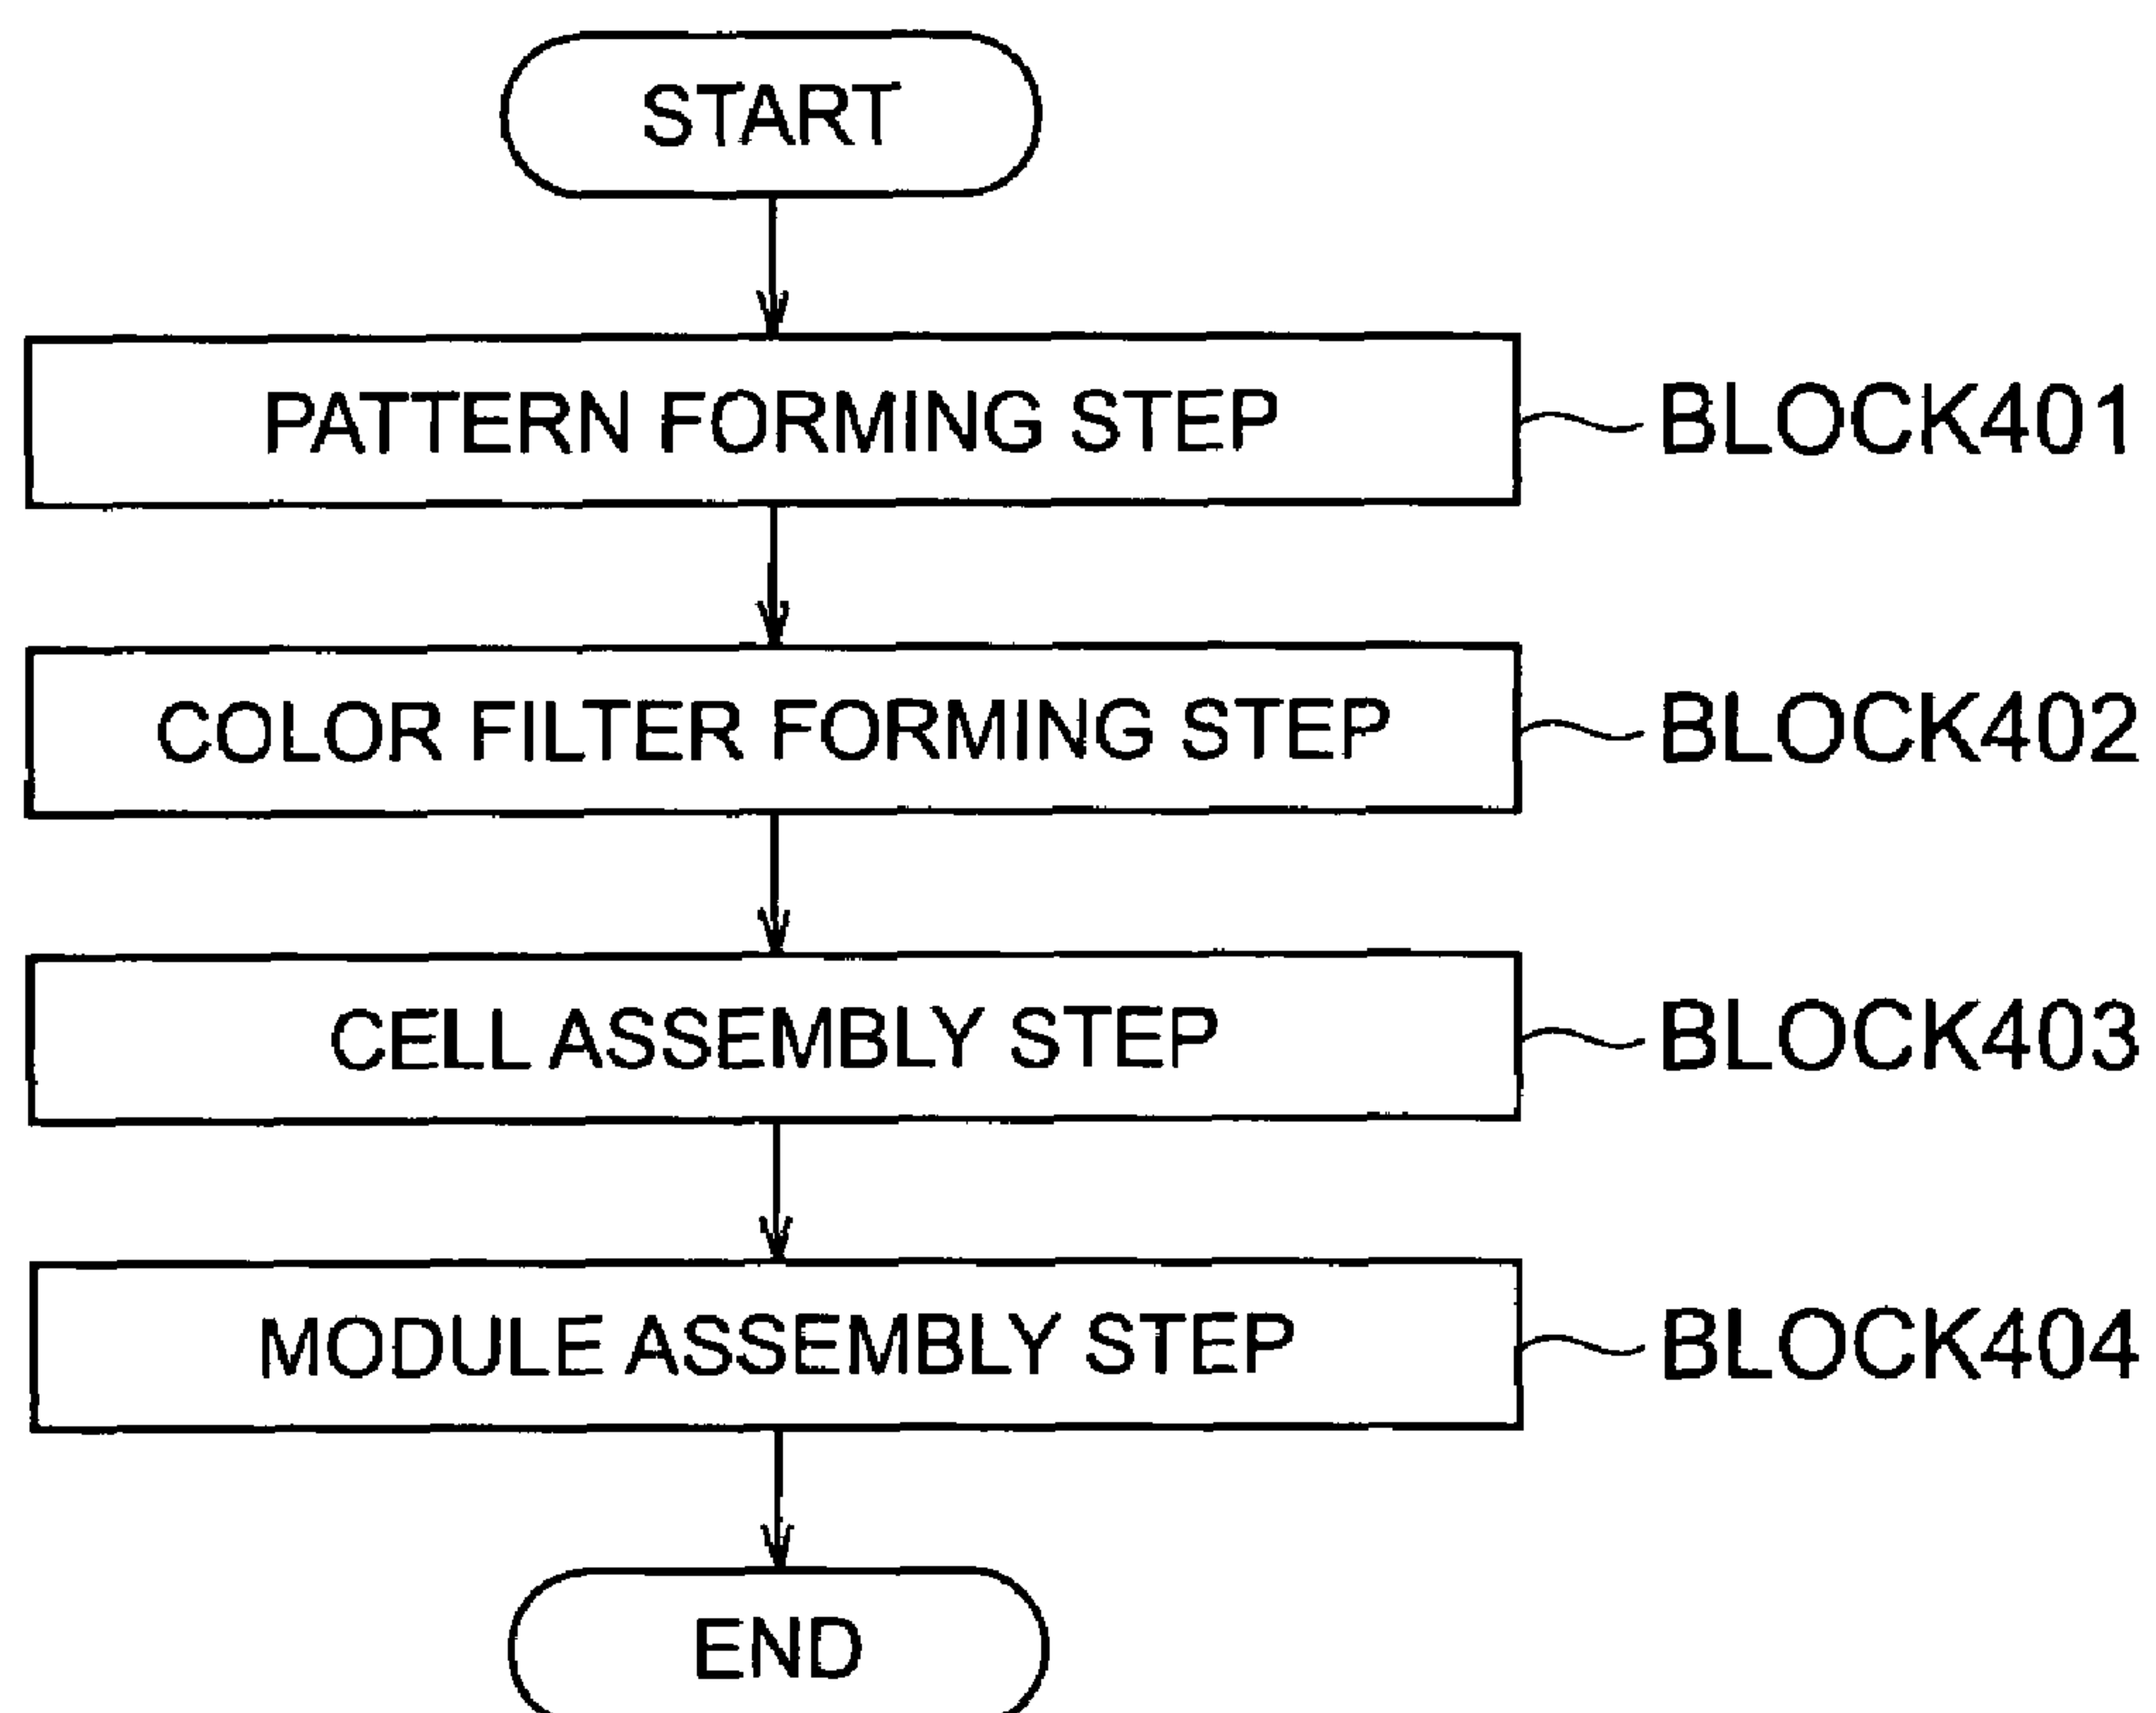 START
PATTERN FORMING STEP
BLOCK401
COLOR FILTER FORMING STEP
BLOCK402
CELL ASSEMBLY STEP
BLOCK403
MODULE ASSEMBLY STEP
BLOCK404
END